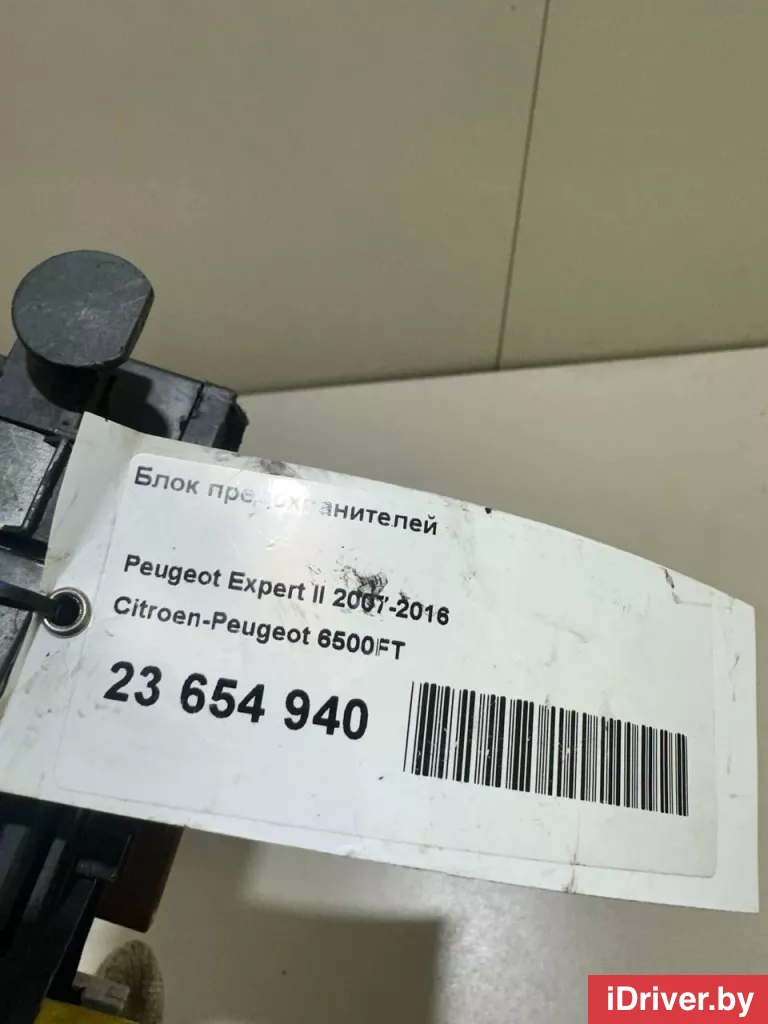 Блок предохранителей
Peugeot Expert II 2007-2016
Citroen-Peugeot 6500FT
23 654 940
iDriver.by